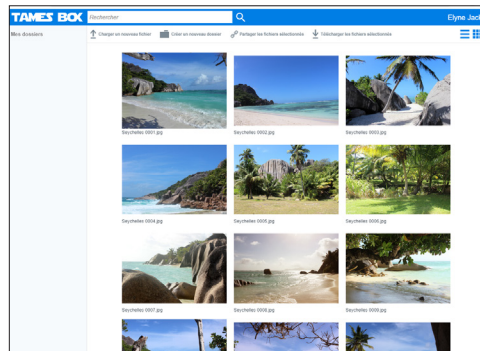 TAMES BOX Rechercher Elyne Jack
Mes dossiers
Charger un nouveau fichier Créer un nouveau dossier Partager les fichiers sélectionnés Télécharger les fichiers sélectionnés
Seychelles 0001.jpg Seychelles 0002.jpg Seychelles 0003.jpg
Seychelles 0004.jpg Seychelles 0005.jpg Seychelles 0006.jpg
Seychelles 0007.jpg Seychelles 0008.jpg Seychelles 0009.jpg